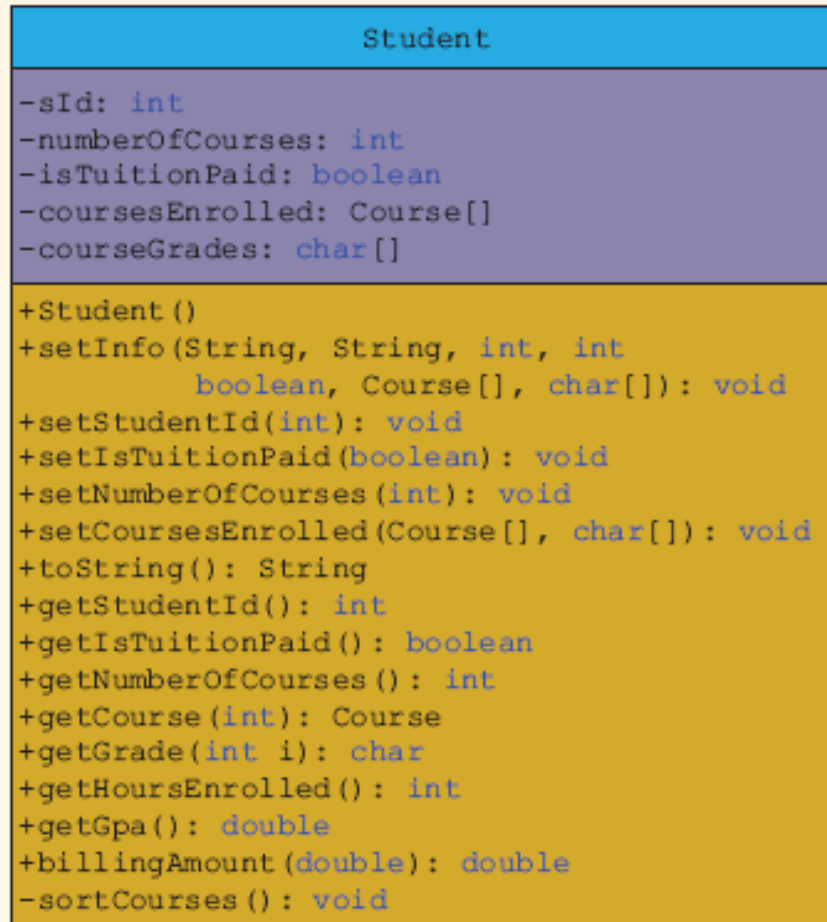 Student
-sId: int
-numberOfCourses: int
-isTuitionPaid: boolean
-coursesEnrolled: Course[]
-courseGrades: char[]
+Student()
+setInfo(String, String, int, int
boolean, Course[], char[]): void
+setStudentId(int): void
+setIsTuitionPaid(boolean): void
+setNumberOfCourses(int): void
+setCoursesEnrolled(Course[], char[]): void
+toString(): String
+getStudentId(): int
+getIsTuitionPaid(): boolean
+getNumberOfCourses(): int
+getCourse(int): Course
+getGrade(int i): char
+getHoursEnrolled(): int
+getGpa(): double
+billingAmount(double): double
-sortCourses(): void